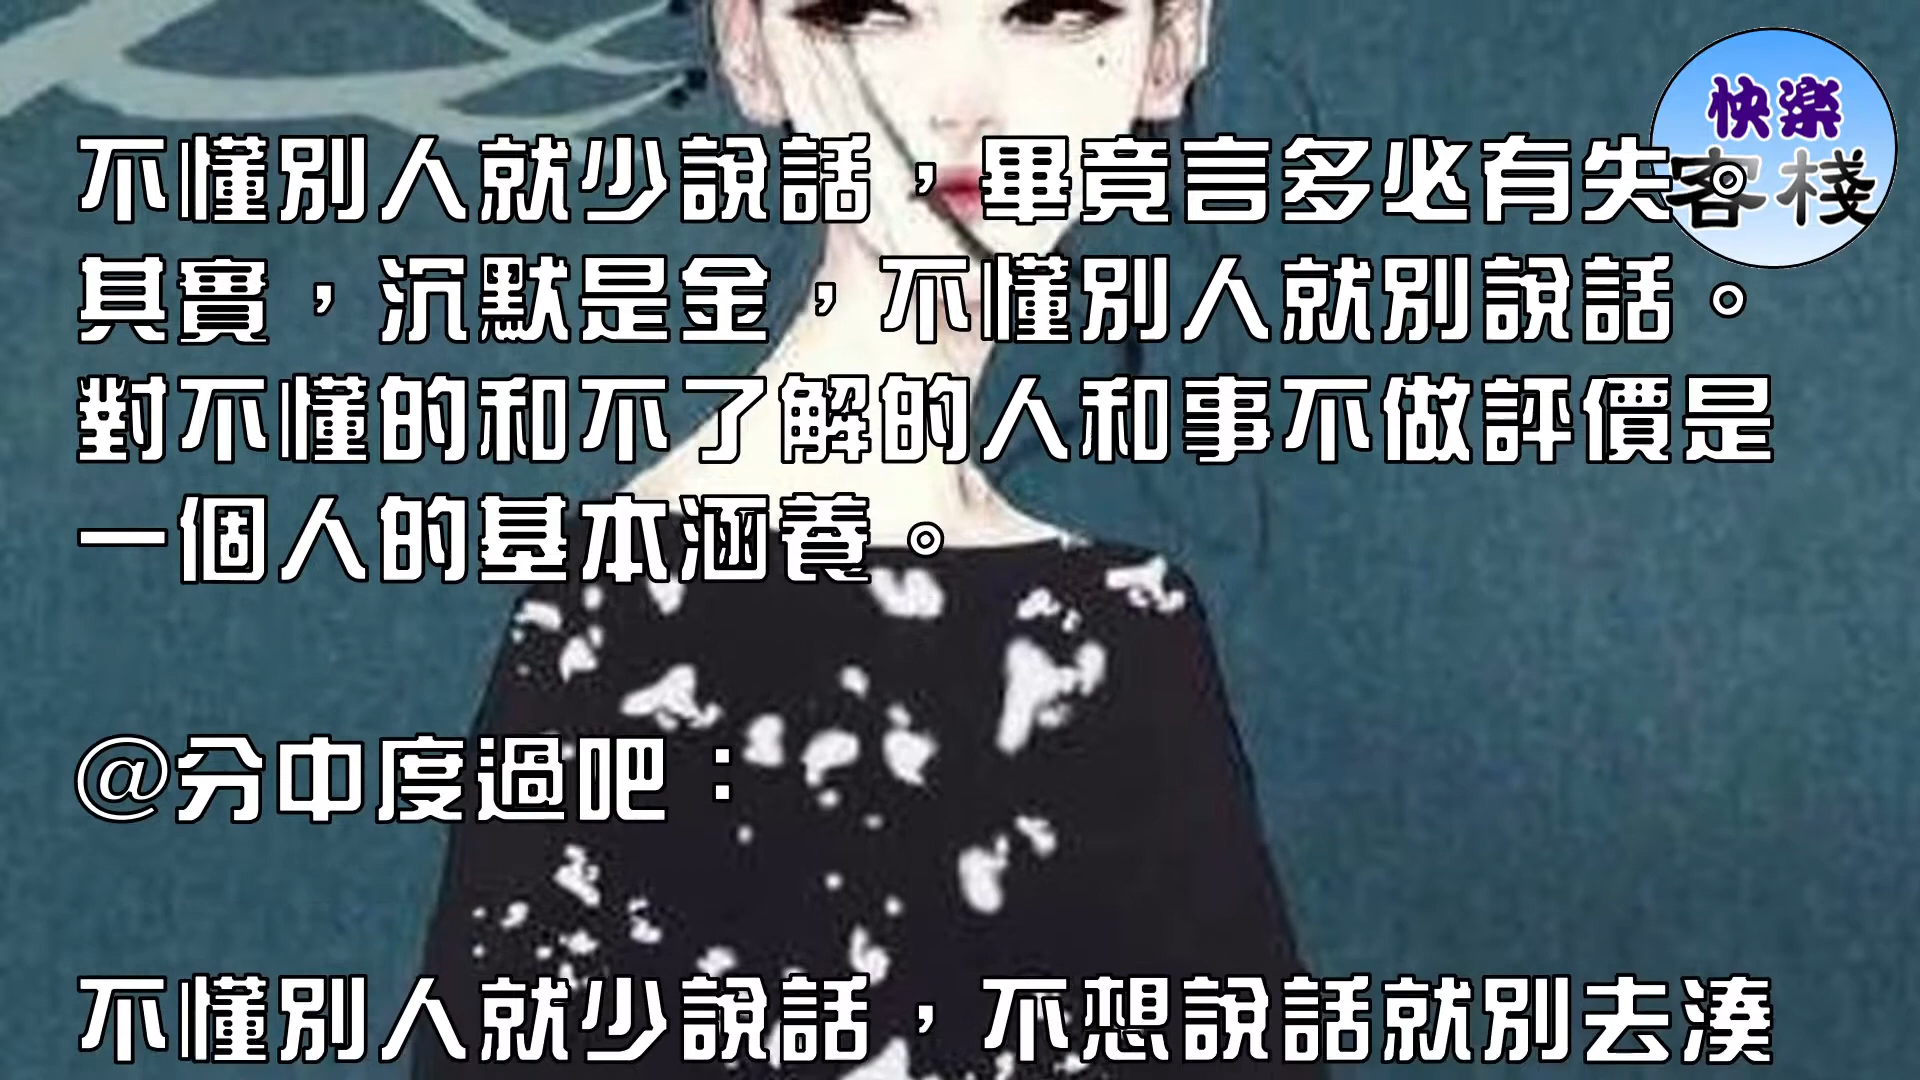 快樂
客栈
不懂別人就少說話，畢竟言多必有失。
其實，沉默是金，不懂別人就別說話。
對不懂的和不了解的人和事不做評價是
一個人的基本涵養。
@分中度過吧：
不懂別人就少說話，不想說話就別去湊